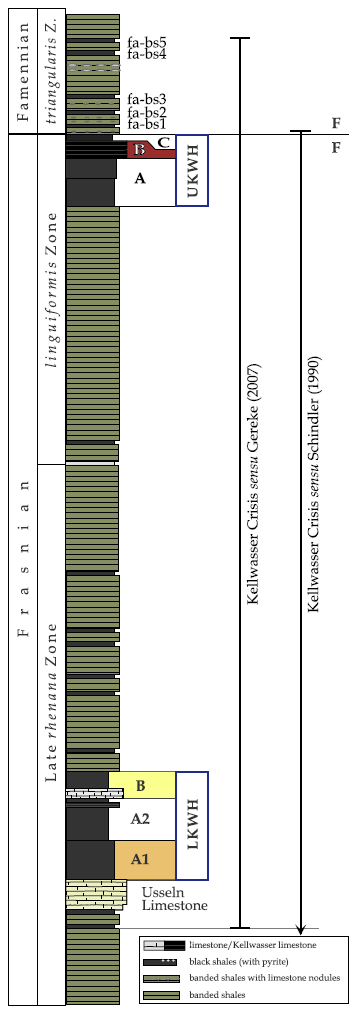 Famennian
triangularis Z.
fa-bs5
fa-bs4
fa-bs3
fa-bs2
fa-bs1
F
F
B
C
A
UKWH
linguiformis Zone
Kellwasser Crisis sensu Gereke (2007)
Kellwasser Crisis sensu Schindler (1990)
Frasnian
Late rhenana Zone
B
A2
A1
LKWH
Usseln
Limestone
limestone/Kellwasser limestone
black shales (with pyrite)
banded shales with limestone nodules
banded shales